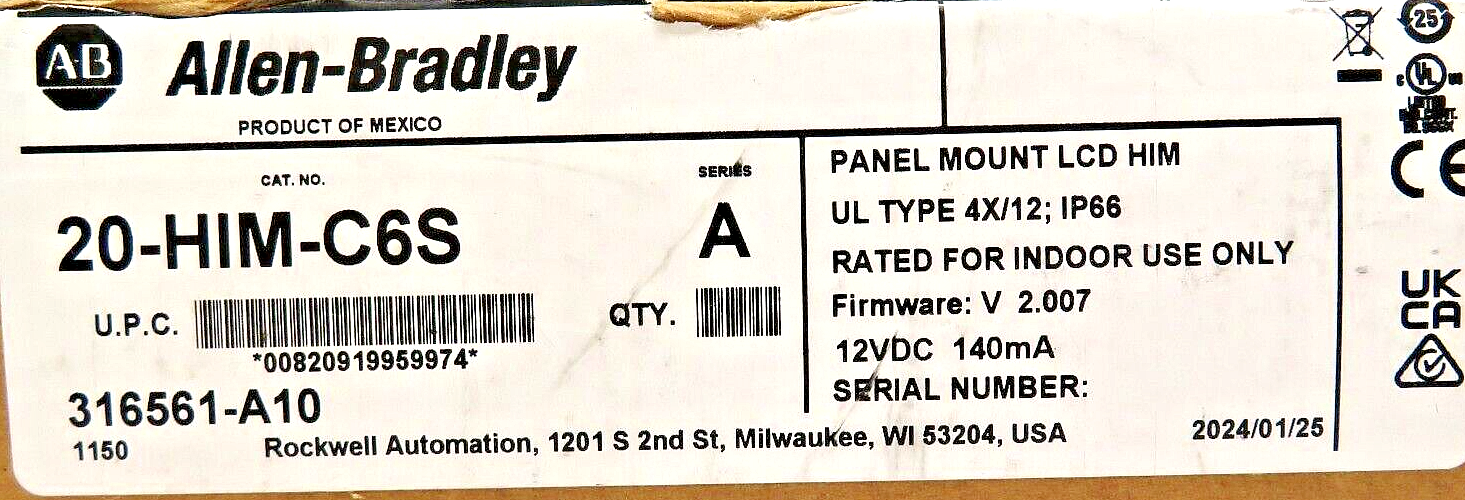 A-B
Allen-Bradley
PRODUCT OF MEXICO
CAT. NO.
20-HIM-C6S
SERIES
A
U.P.C.
*00820919959974*
QTY.
316561-A10
1150
Rockwell Automation, 1201 S 2nd St, Milwaukee, WI 53204, USA
PANEL MOUNT LCD HIM
UL TYPE 4X/12; IP66
RATED FOR INDOOR USE ONLY
Firmware: V 2.007
12VDC 140mA
SERIAL NUMBER:
2024/01/25
25
c UL
LISTED
CE
UK
CA